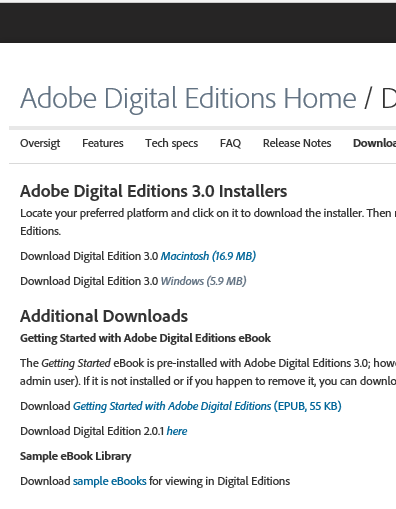 Adobe Digital Editions Home / D
Oversigt Features Tech specs FAQ Release Notes Downloa
Adobe Digital Editions 3.0 Installers
Locate your preferred platform and click on it to download the installer. Then
Editions.
Download Digital Edition 3.0 Macintosh (16.9 MB)
Download Digital Edition 3.0 Windows (5.9 MB)
Additional Downloads
Getting Started with Adobe Digital Editions eBook
The Getting Started eBook is pre-installed with Adobe Digital Editions 3.0; howe
admin user). If it is not installed or if you happen to remove it, you can downlo
Download Getting Started with Adobe Digital Editions (EPUB, 55 KB)
Download Digital Edition 2.0.1 here
Sample eBook Library
Download sample eBooks for viewing in Digital Editions